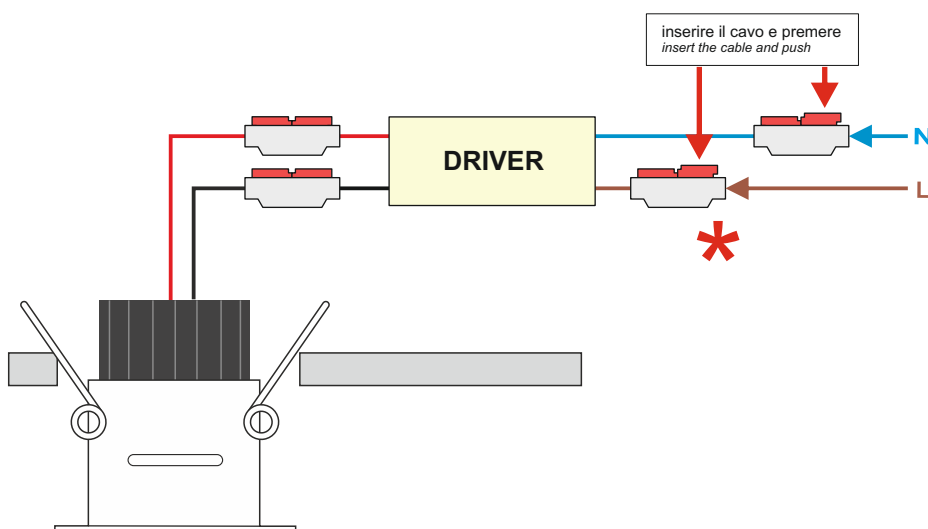 inserire il cavo e premere
insert the cable and push
N
DRIVER
L
*